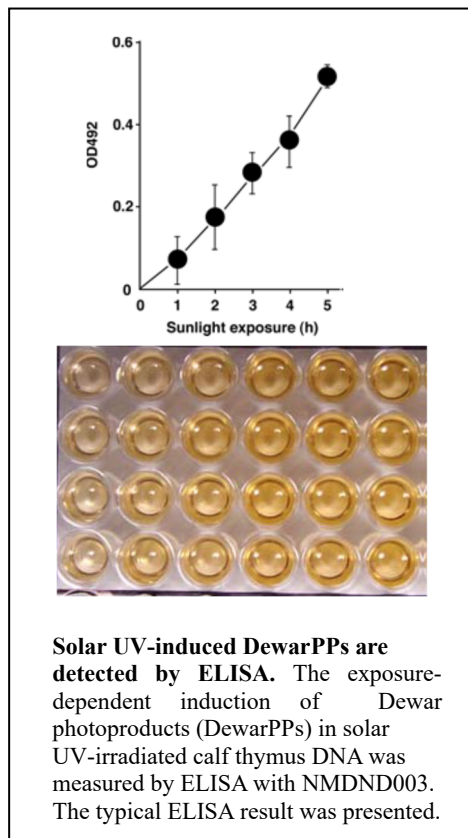 0.6
0.4
OD492
0.2
0
0 1 2 3 4 5
Sunlight exposure (h)
Solar UV-induced DewarPPs are
detected by ELISA. The exposure-
dependent induction of Dewar
photoproducts (DewarPPs) in solar
UV-irradiated calf thymus DNA was
measured by ELISA with NMDND003.
The typical ELISA result was presented.